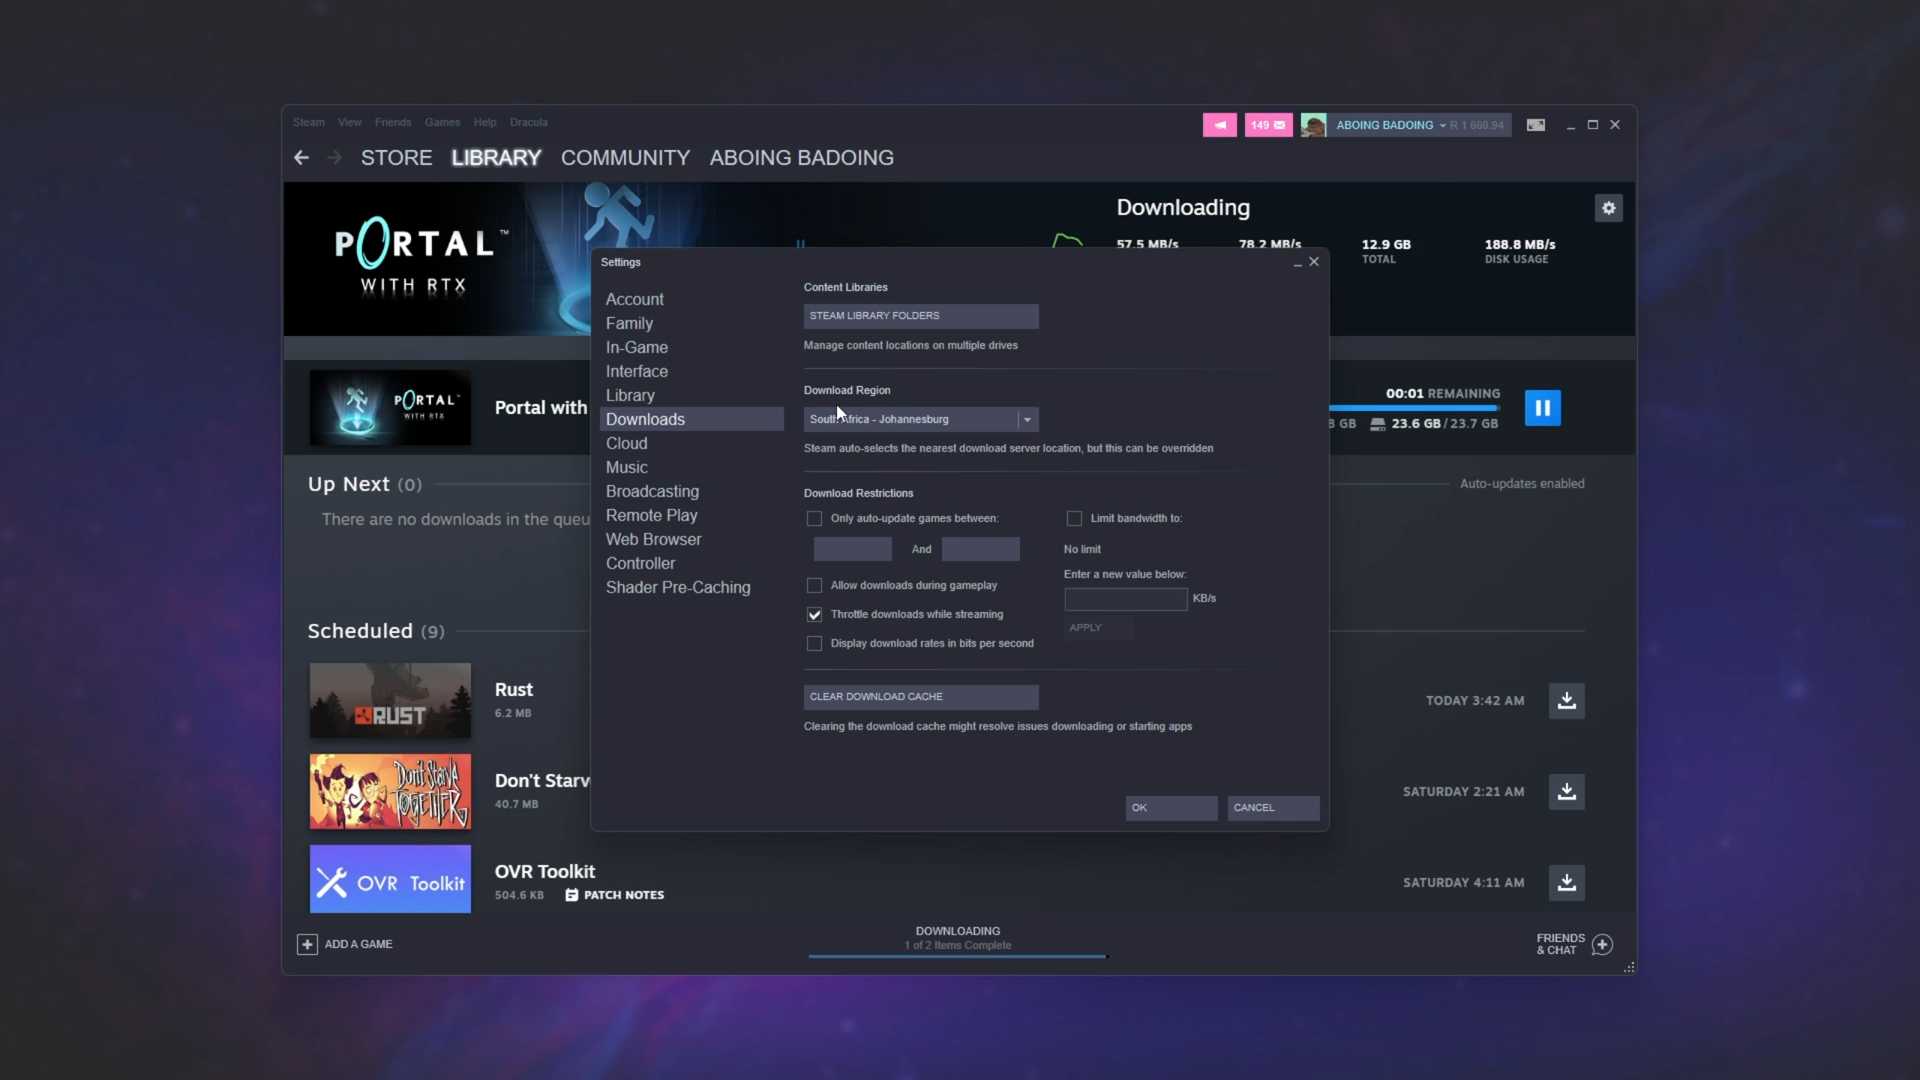 Steam View Friends Games Help Dracula
149
ABOING BADOING R 1 660.94
STORE LIBRARY COMMUNITY ABOING BADOING
PORTAL™
WITH RTX
Downloading
57.5 MB/s 78.2 MB/s 12.9 GB 188.8 MB/s
TOTAL DISK USAGE
Settings
Account
Family
In-Game
Interface
Library
Downloads
Cloud
Music
Broadcasting
Remote Play
Web Browser
Controller
Shader Pre-Caching
Content Libraries
STEAM LIBRARY FOLDERS
Manage content locations on multiple drives
Download Region
South Africa - Johannesburg
Steam auto-selects the nearest download server location, but this can be overridden
Download Restrictions
Only auto-update games between:
And
Allow downloads during gameplay
Throttle downloads while streaming
Display download rates in bits per second
Limit bandwidth to:
No limit
Enter a new value below:
KB/s
APPLY
CLEAR DOWNLOAD CACHE
Clearing the download cache might resolve issues downloading or starting apps
OK CANCEL
PORTAL™
WITH RTX
Portal with
00:01 REMAINING
GB 23.6 GB / 23.7 GB
Up Next (0)
Auto-updates enabled
There are no downloads in the queu
Scheduled (9)
RUST
Rust
6.2 MB
TODAY 3:42 AM
Don't Starve
TOGETHER
Don't Starv
40.7 MB
SATURDAY 2:21 AM
OVR Toolkit
OVR Toolkit
504.6 KB PATCH NOTES
SATURDAY 4:11 AM
ADD A GAME
DOWNLOADING
1 of 2 Items Complete
FRIENDS
& CHAT